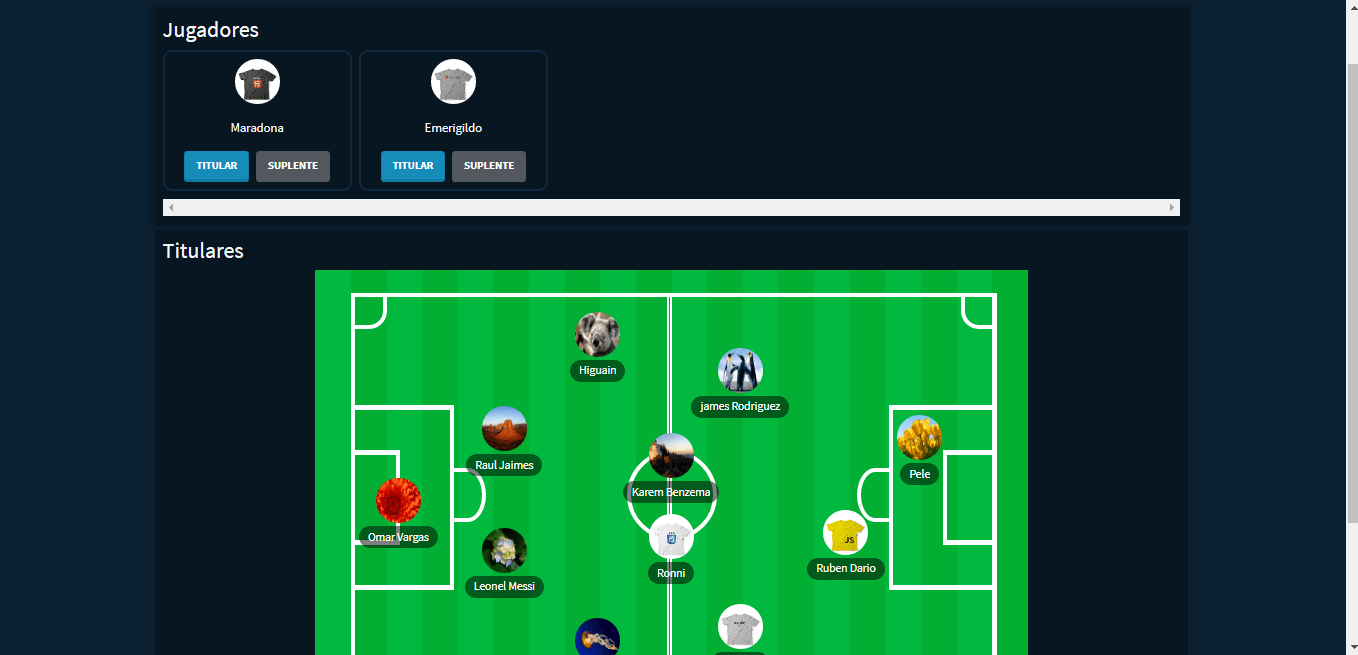 Jugadores
Maradona
Emerigildo
TITULAR
SUPLENTE
TITULAR
SUPLENTE
Titulares
Higuain
james Rodriguez
Raul Jaimes
Pele
Karem Benzema
Omar Vargas
JS
Ruben Dario
Ronni
Leonel Messi